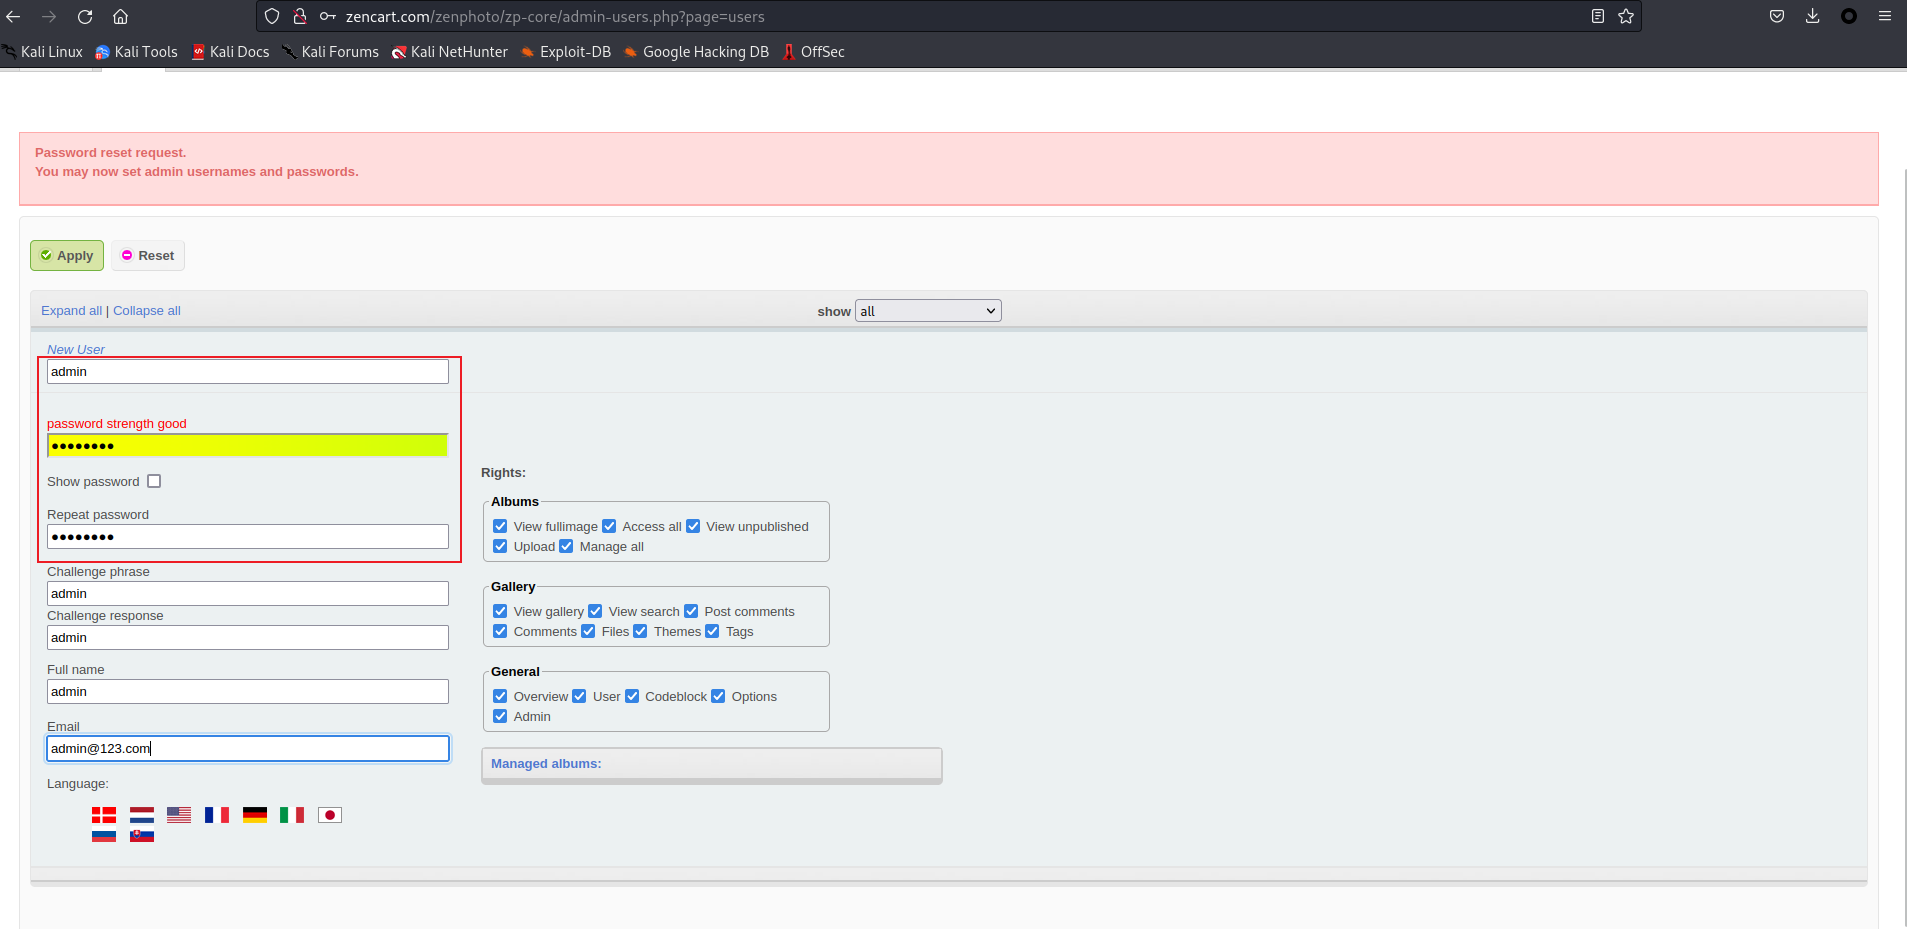 zencart.com/zenphoto/zp-core/admin-users.php?page=users
Kali Linux Kali Tools Kali Docs Kali Forums Kali NetHunter Exploit-DB Google Hacking DB OffSec
Password reset request.
You may now set admin usernames and passwords.
Apply Reset
Expand all | Collapse all show all
New User
admin
password strength good
●●●●●●●●
Show password
Repeat password
●●●●●●●●
Challenge phrase
admin
Challenge response
admin
Full name
admin
Email
admin@123.com
Language:
Rights:
Albums
View fullimage Access all View unpublished
Upload Manage all
Gallery
View gallery View search Post comments
Comments Files Themes Tags
General
Overview User Codeblock Options
Admin
Managed albums: